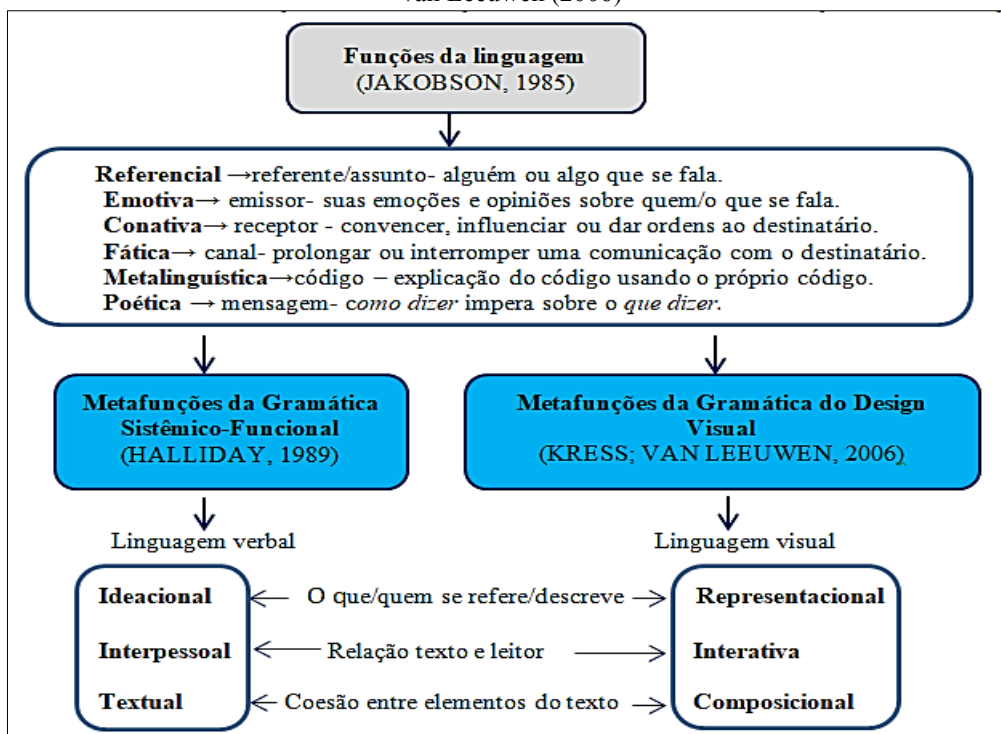 Van Leeuwen (2006)
Funções da linguagem
(JAKOBSON, 1985)
Referencial →referente/assunto- alguém ou algo que se fala.
Emotiva→ emissor- suas emoções e opiniões sobre quem/o que se fala.
Conativa→ receptor - convencer, influenciar ou dar ordens ao destinatário.
Fática→ canal- prolongar ou interromper uma comunicação com o destinatário.
Metalinguística→código – explicação do código usando o próprio código.
Poética → mensagem- como dizer impera sobre o que dizer.
Metafunções da Gramática
Sistêmico-Funcional
(HALLIDAY, 1989)
Metafunções da Gramática do Design
Visual
(KRESS; VAN LEEUWEN, 2006)
Linguagem verbal
Linguagem visual
Ideacional
O que/quem se refere/descreve
Representacional
Interpessoal
Relação texto e leitor
Interativa
Textual
Coesão entre elementos do texto
Composicional